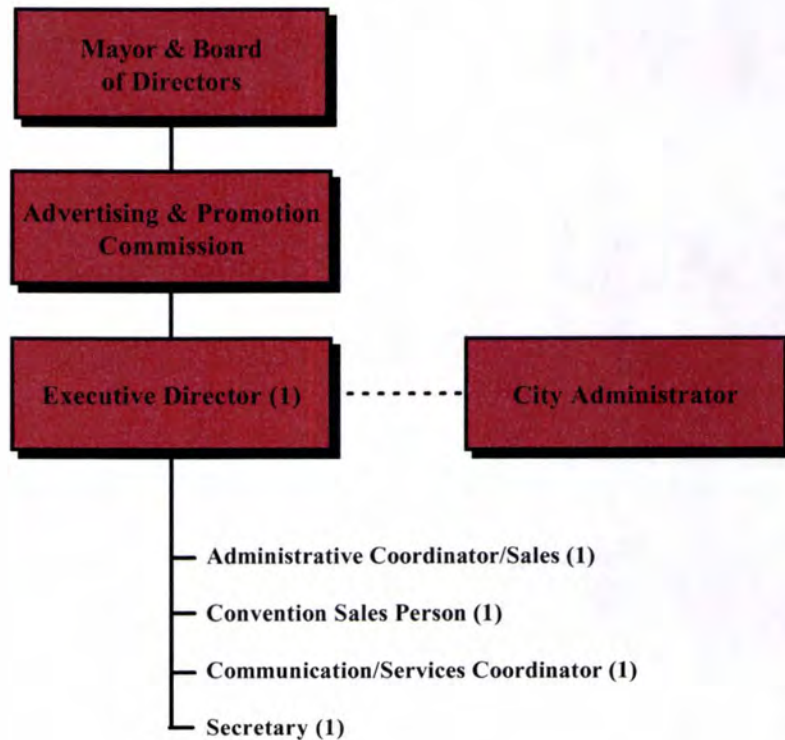 Mayor & Board
of Directors
Advertising & Promotion
Commission
Executive Director (1)
City Administrator
Administrative Coordinator/Sales (1)
Convention Sales Person (1)
Communication/Services Coordinator (1)
Secretary (1)